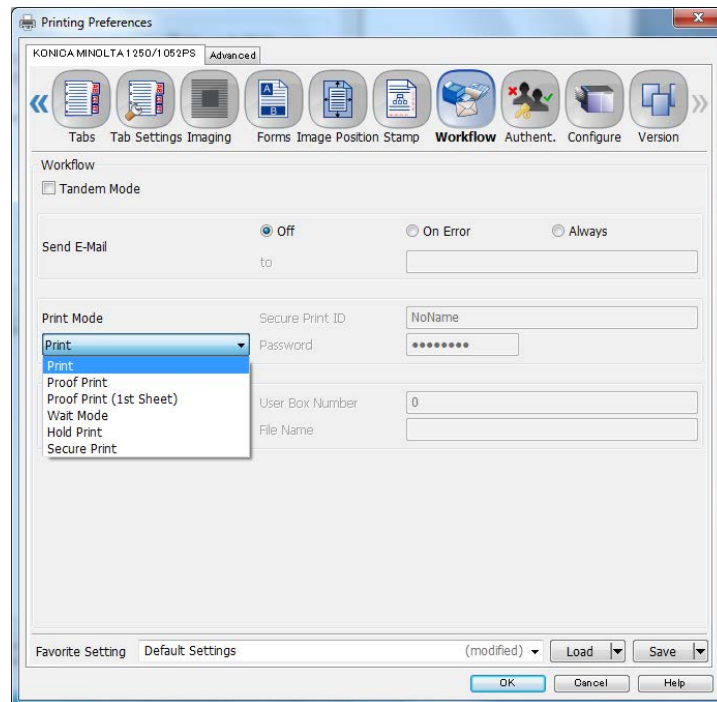 Printing Preferences
KONICA MINOLTA 1250/1052PS Advanced
Tabs Tab Settings Imaging Forms Image Position Stamp Workflow Authent. Configure Version
Workflow
Tandem Mode
Send E-Mail Off On Error Always
to
Print Mode Secure Print ID NoName
Print Password ●●●●●●●●
Print
Proof Print
Proof Print (1st Sheet)
Wait Mode
Hold Print
Secure Print
User Box Number 0
File Name
Favorite Setting Default Settings (modified) Load Save
OK Cancel Help